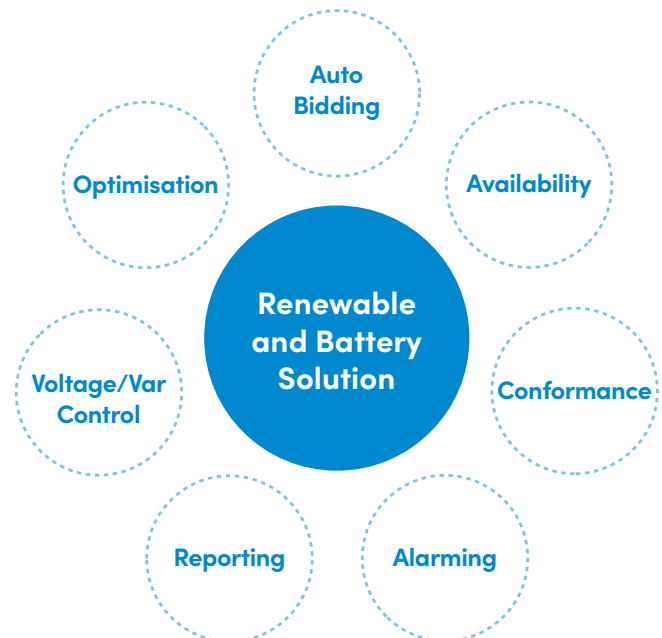 Auto
Bidding
Optimisation
Availability
Renewable
and Battery
Solution
Voltage/Var
Control
Conformance
Reporting
Alarming